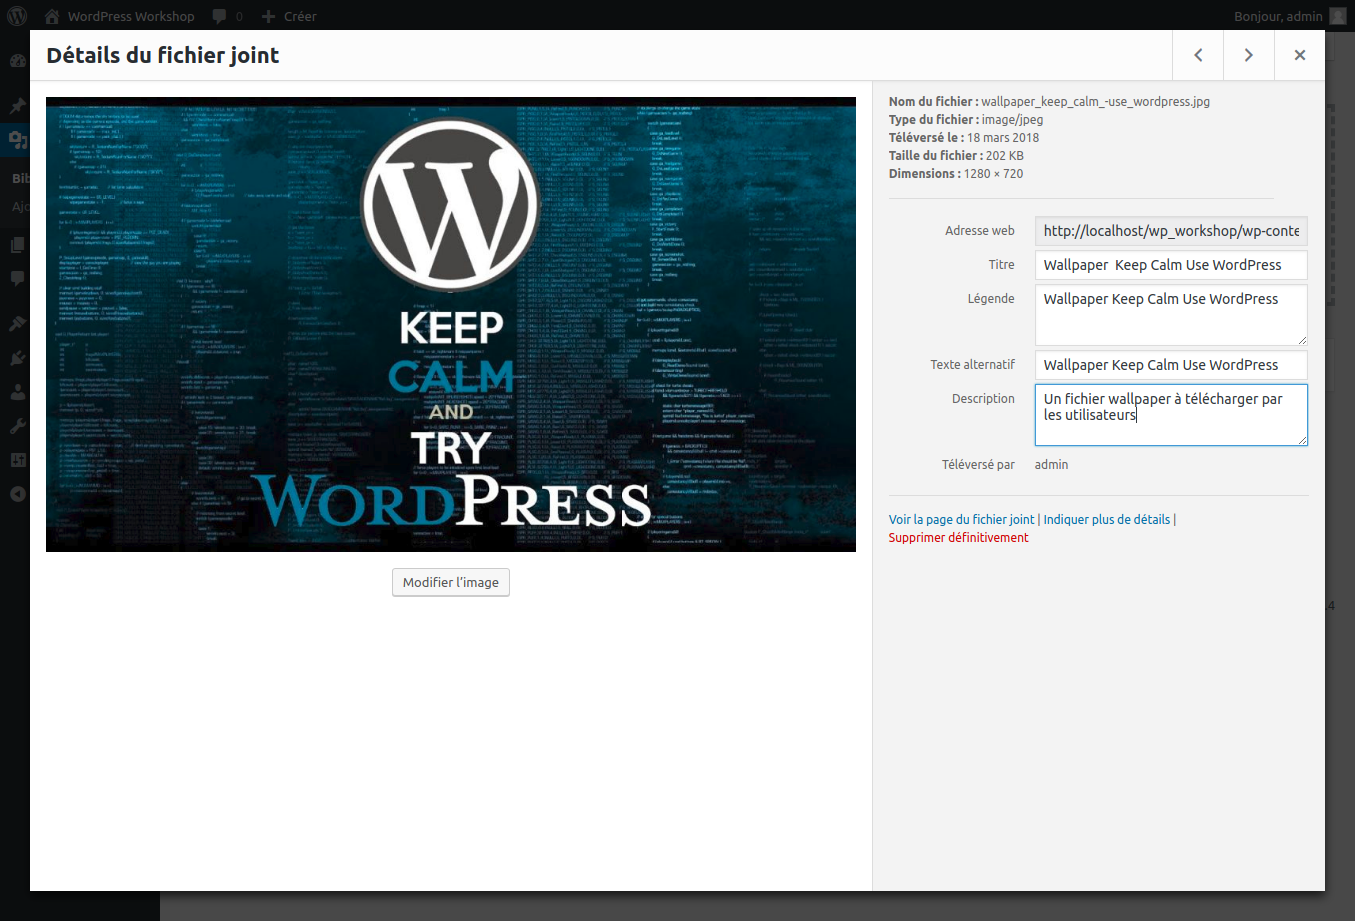 WordPress Workshop 0 Créer Bonjour, admin
Détails du fichier joint
Bib
Ajo
W
KEEP
CALM
AND
TRY
WORDPRESS
Modifier l'image
Nom du fichier : wallpaper_keep_calm_-use_wordpress.jpg
Type du fichier : image/jpeg
Téléversé le : 18 mars 2018
Taille du fichier : 202 KB
Dimensions : 1280 × 720
Adresse web http://localhost/wp_workshop/wp-conte
Titre Wallpaper  Keep Calm Use WordPress
Légende Wallpaper Keep Calm Use WordPress
Texte alternatif Wallpaper Keep Calm Use WordPress
Description Un fichier wallpaper à télécharger par
les utilisateurs
Téléversé par admin
Voir la page du fichier joint | Indiquer plus de détails |
Supprimer définitivement
.4